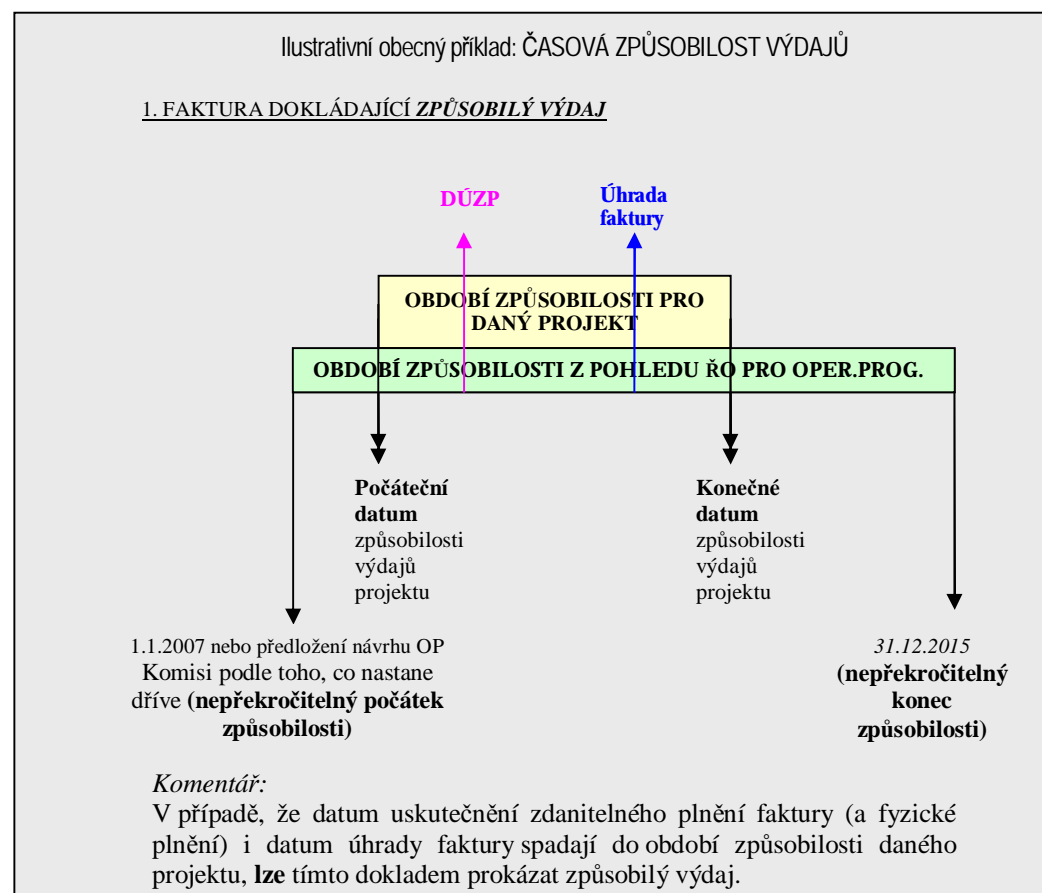 Ilustrativní obecný příklad: ČASOVÁ ZPŮSOBILOST VÝDAJŮ
1. FAKTURA DOKLÁDAJÍCÍ ZPŮSOBILÝ VÝDAJ
DÚZP
Úhrada
faktury
OBDOBÍ ZPŮSOBILOSTI PRO
DANÝ PROJEKT
OBDOBÍ ZPŮSOBILOSTI Z POHLEDU ŘO PRO OPER.PROG.
Počáteční
datum
způsobilosti
výdajů
projektu
Konečné
datum
způsobilosti
výdajů
projektu
1.1.2007 nebo předložení návrhu OP
Komisi podle toho, co nastane
dříve (nepřekročitelný počátek
způsobilosti)
31.12.2015
(nepřekročitelný
konec
způsobilosti)
Komentář:
V případě, že datum uskutečnění zdanitelného plnění faktury (a fyzické
plnění) i datum úhrady faktury spadají do období způsobilosti daného
projektu, lze tímto dokladem prokázat způsobilý výdaj.